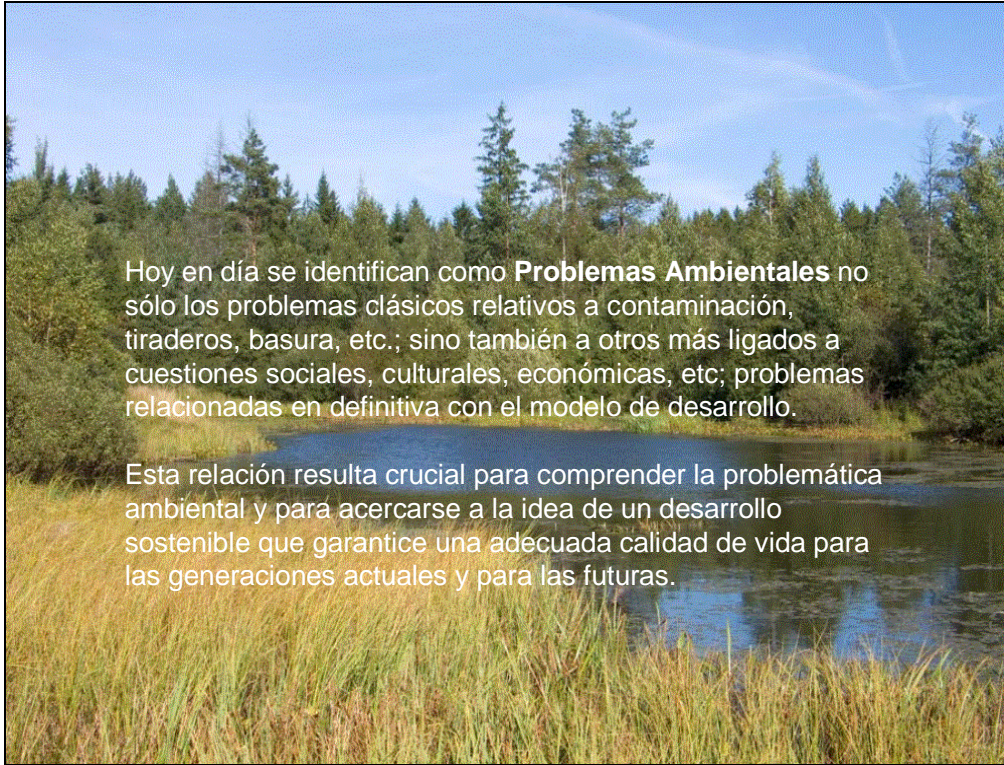 Hoy en día se identifican como Problemas Ambientales no
sólo los problemas clásicos relativos a contaminación,
tiraderos, basura, etc.; sino también a otros más ligados a
cuestiones sociales, culturales, económicas, etc; problemas
relacionadas en definitiva con el modelo de desarrollo.
Esta relación resulta crucial para comprender la problemática
ambiental y para acercarse a la idea de un desarrollo
sostenible que garantice una adecuada calidad de vida para
las generaciones actuales y para las futuras.